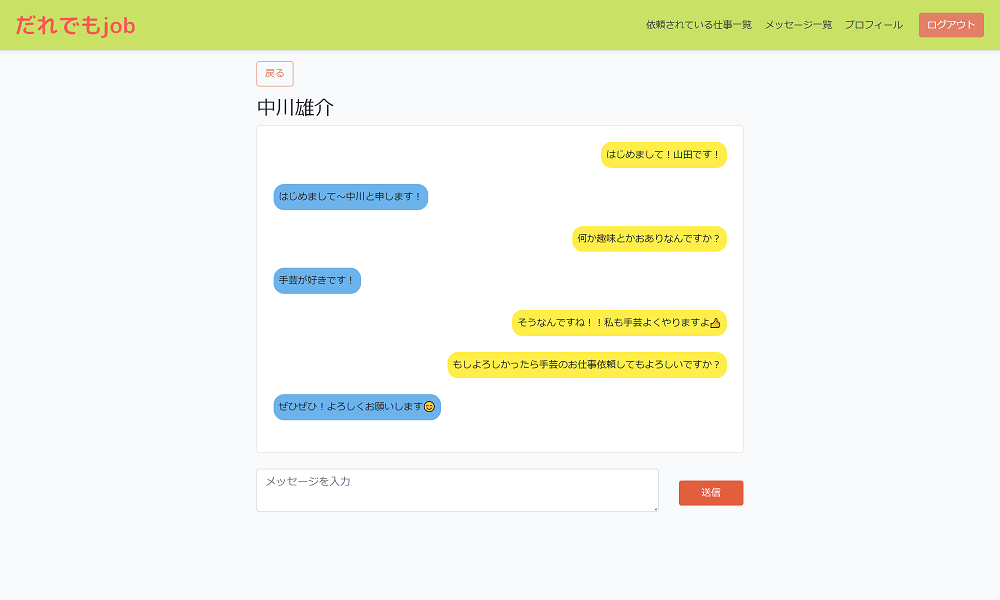 だれでもjob
依頼されている仕事一覧 メッセージ一覧 プロフィール ログアウト
戻る
中川雄介
はじめまして！山田です！
はじめまして～中川と申します！
何か趣味とかおありなんですか？
手芸が好きです！
そうなんですね！！私も手芸よくやりますよ👍
もしよろしかったら手芸のお仕事依頼してもよろしいですか？
ぜひぜひ！よろしくお願いします😊
メッセージを入力
送信